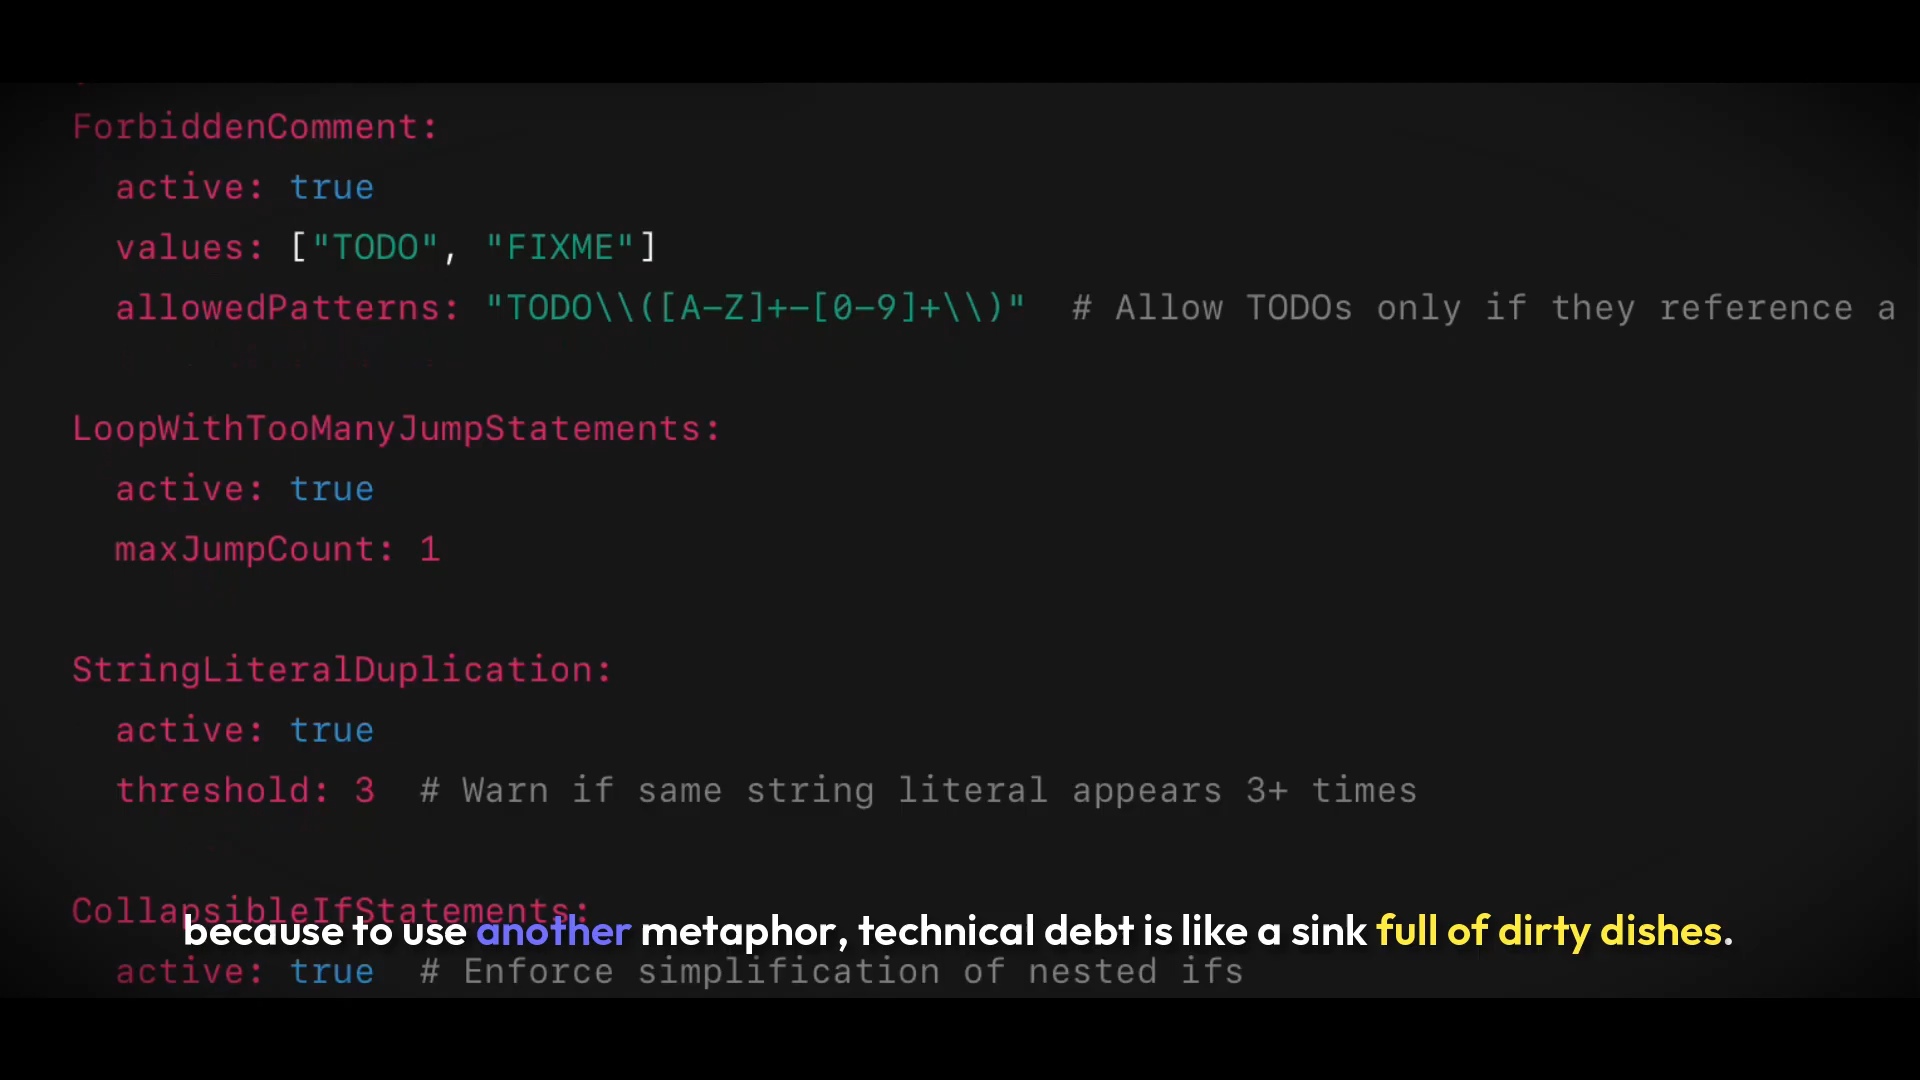 ForbiddenComment:
active: true
values: ["TODO", "FIXME"]
allowedPatterns: "TODO\\([A-Z]+-[0-9]+\\)" # Allow TODOs only if they reference a
LoopWithTooManyJumpStatements:
active: true
maxJumpCount: 1
StringLiteralDuplication:
active: true
threshold: 3 # Warn if same string literal appears 3+ times
CollapsibleIfStatements:
because to use another metaphor, technical debt is like a sink full of dirty dishes.
active: true # Enforce simplification of nested ifs